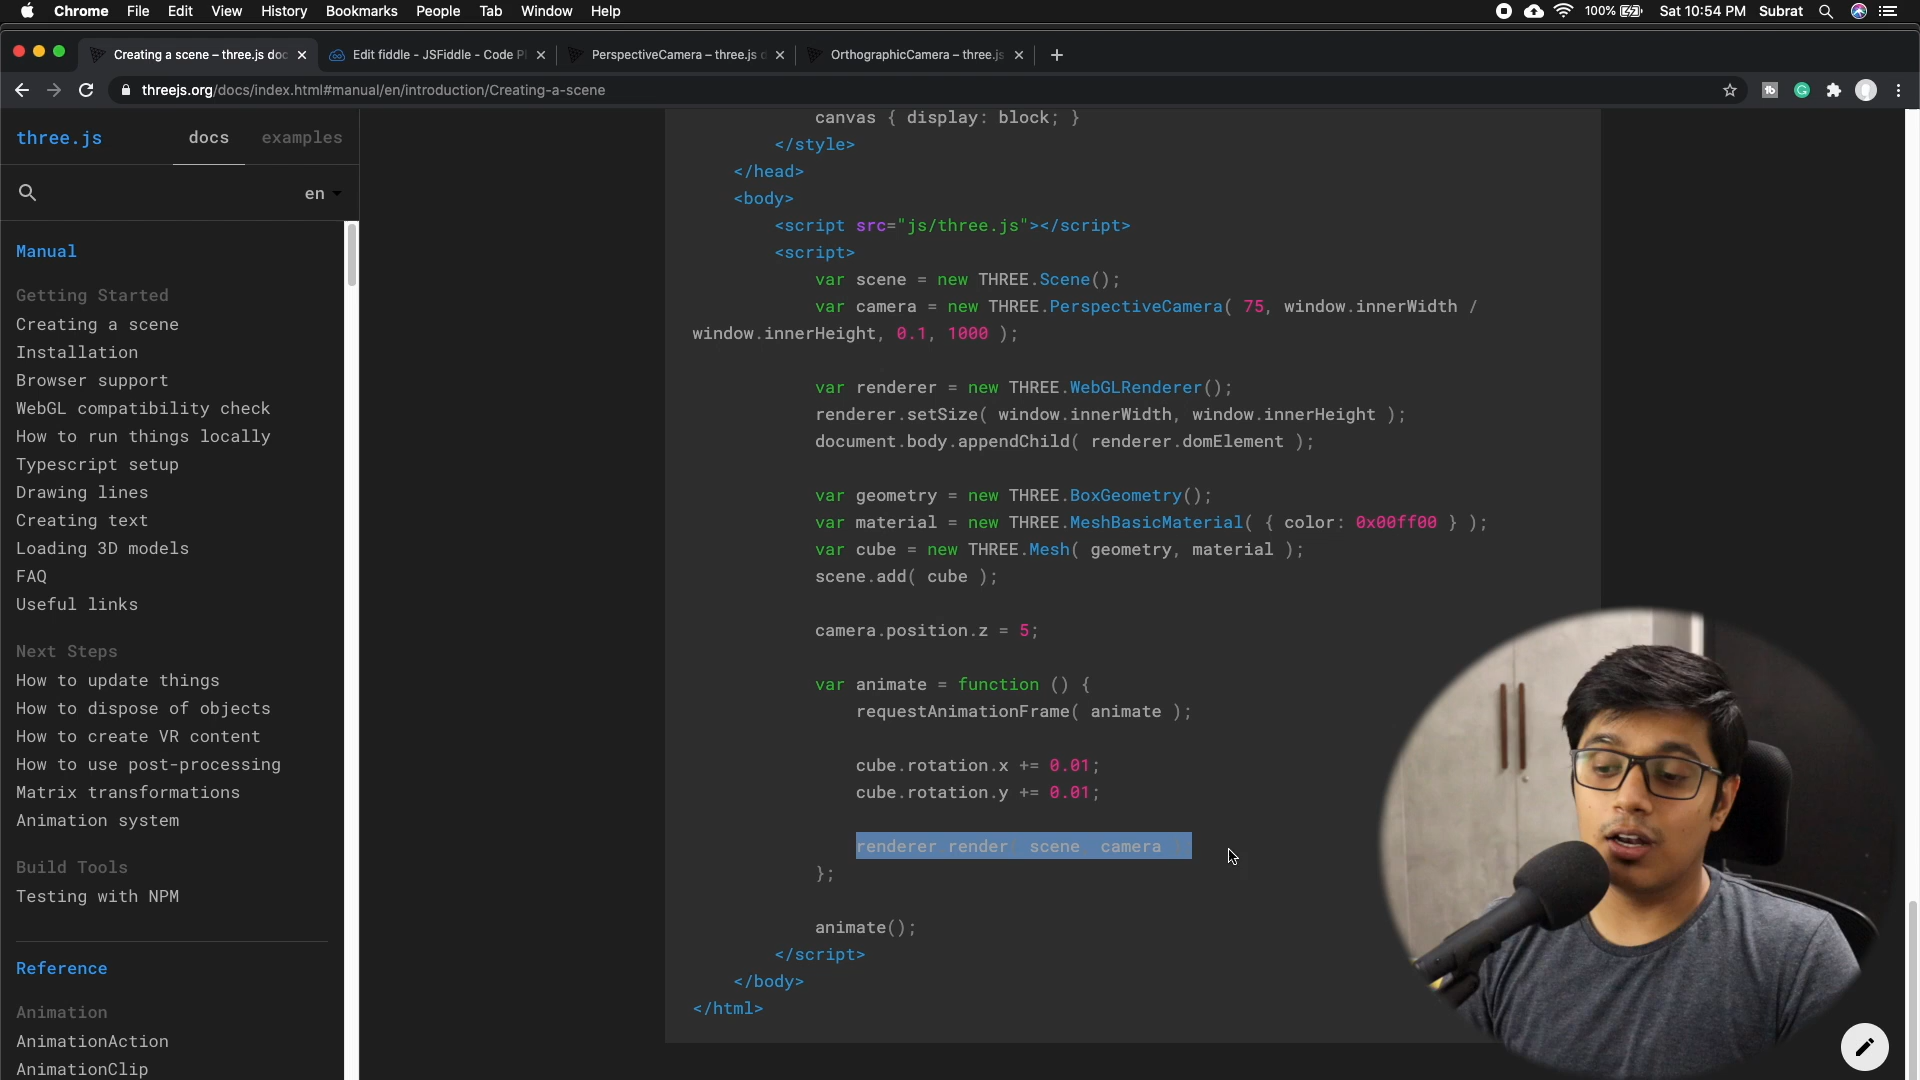 Chrome File Edit View History Bookmarks People Tab Window Help
100% Sat 10:54 PM Subrat
Creating a scene – three.js doc
Edit fiddle - JSFiddle - Code Pl
PerspectiveCamera – three.js d
OrthographicCamera – three.js
threejs.org/docs/index.html#manual/en/introduction/Creating-a-scene
three.js docs examples
en
Manual
Getting Started
Creating a scene
Installation
Browser support
WebGL compatibility check
How to run things locally
Typescript setup
Drawing lines
Creating text
Loading 3D models
FAQ
Useful links
Next Steps
How to update things
How to dispose of objects
How to create VR content
How to use post-processing
Matrix transformations
Animation system
Build Tools
Testing with NPM
Reference
Animation
AnimationAction
AnimationClip
canvas { display: block; }
</style>
</head>
<body>
<script src="js/three.js"></script>
<script>
var scene = new THREE.Scene();
var camera = new THREE.PerspectiveCamera( 75, window.innerWidth /
window.innerHeight, 0.1, 1000 );
var renderer = new THREE.WebGLRenderer();
renderer.setSize( window.innerWidth, window.innerHeight );
document.body.appendChild( renderer.domElement );
var geometry = new THREE.BoxGeometry();
var material = new THREE.MeshBasicMaterial( { color: 0x00ff00 } );
var cube = new THREE.Mesh( geometry, material );
scene.add( cube );
camera.position.z = 5;
var animate = function () {
requestAnimationFrame( animate );
cube.rotation.x += 0.01;
cube.rotation.y += 0.01;
renderer render scene camera
};
animate();
</script>
</body>
</html>